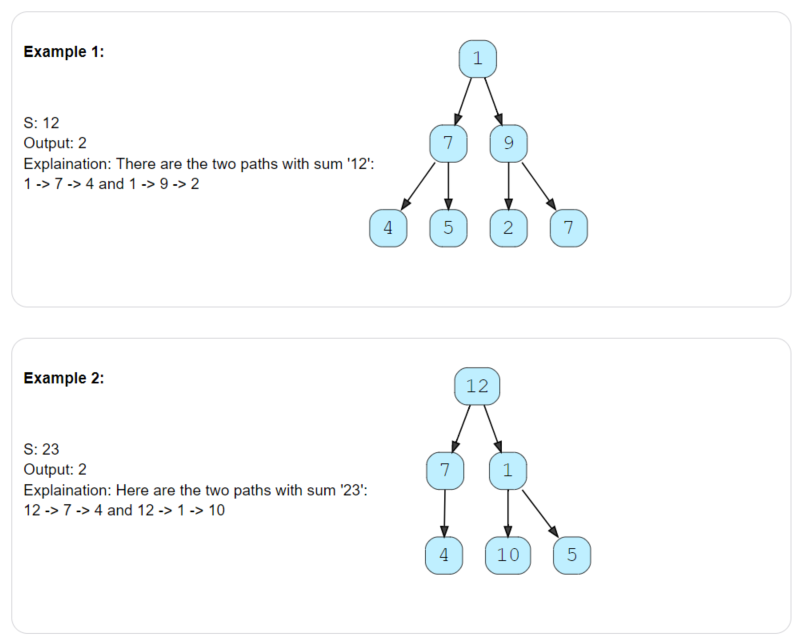 Example 1:
S: 12
Output: 2
Explaination: There are the two paths with sum '12':
1 -> 7 -> 4 and 1 -> 9 -> 2
1
7 9
4 5 2 7
Example 2:
S: 23
Output: 2
Explaination: Here are the two paths with sum '23':
12 -> 7 -> 4 and 12 -> 1 -> 10
12
7 1
4 10 5